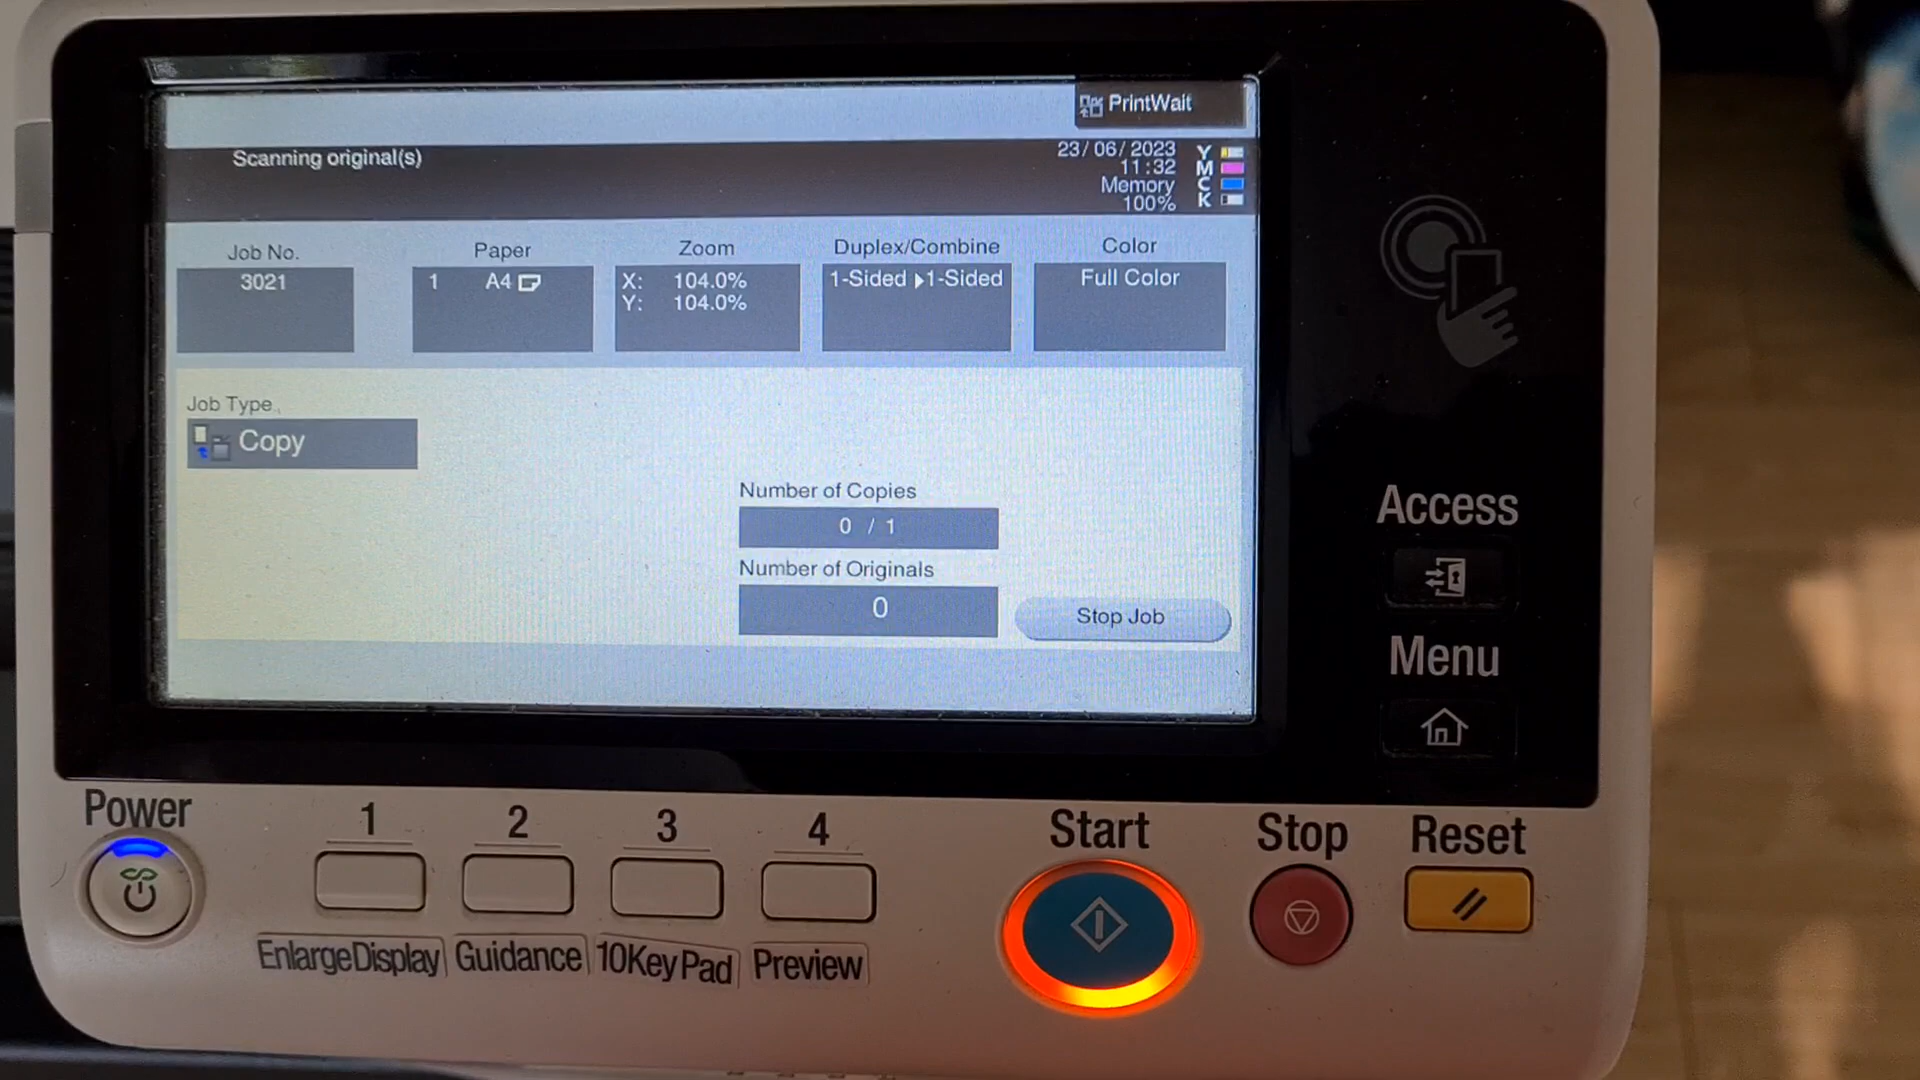 PrintWait
Scanning original(s)
23/06/2023
11:32
Memory
100%
Y
M
C
K
Job No.
3021
Paper
1 A4
Zoom
X: 104.0%
Y: 104.0%
Duplex/Combine
1-Sided ▶1-Sided
Color
Full Color
Job Type
Copy
Number of Copies
0 / 1
Number of Originals
0
Stop Job
Access
Menu
Power
1
2
3
4
Start
Stop
Reset
EnlargeDisplay
Guidance
10Key Pad
Preview